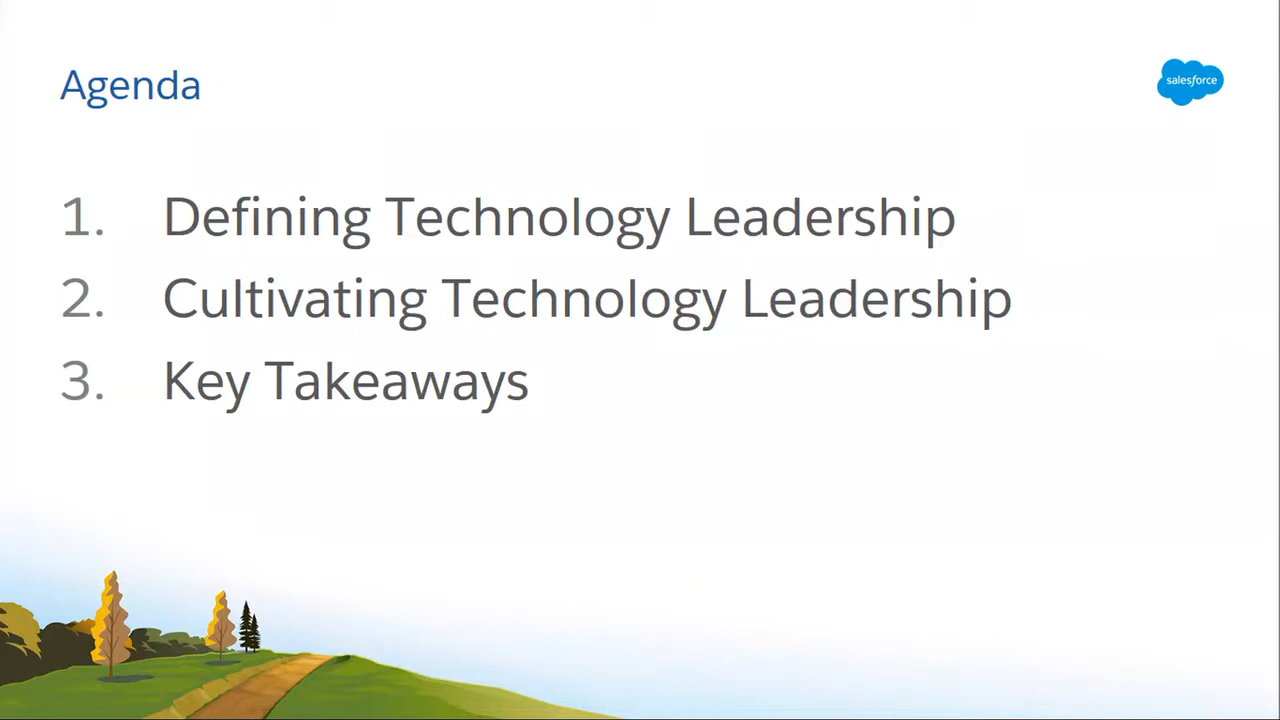 Agenda
salesforce
1. Defining Technology Leadership
2. Cultivating Technology Leadership
3. Key Takeaways